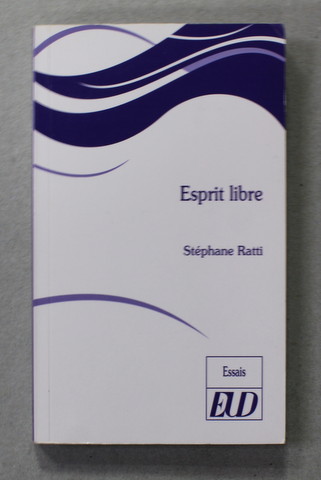 Esprit libre
Stéphane Ratti
Essais
EUD